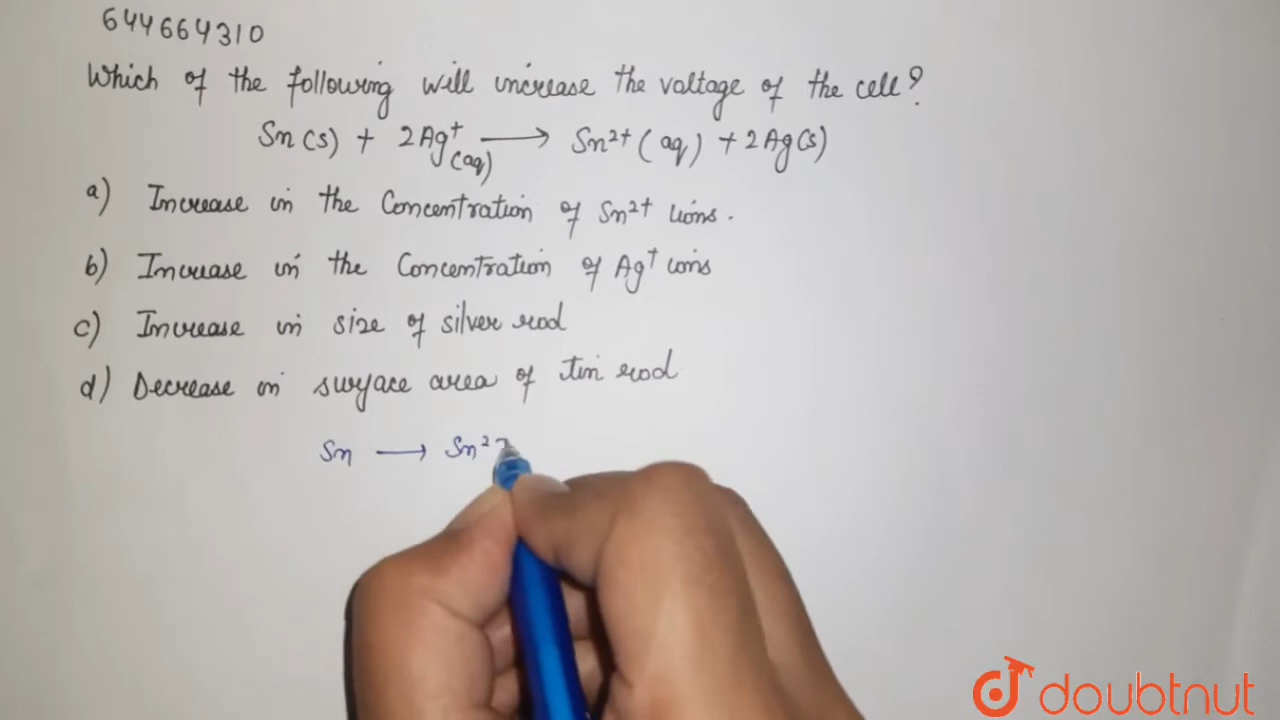 644664310
Which of the following will increase the voltage of the cell?
Sn(s) + 2Ag⁺(aq) ⟶ Sn²⁺(aq) + 2Ag(s)
a) Increase in the Concentration of Sn²⁺ ions.
b) Increase in the Concentration of Ag⁺ ions
c) Increase in size of silver rod
d) Decrease in surface area of tin rod
Sn ⟶ Sn²
doubtnut